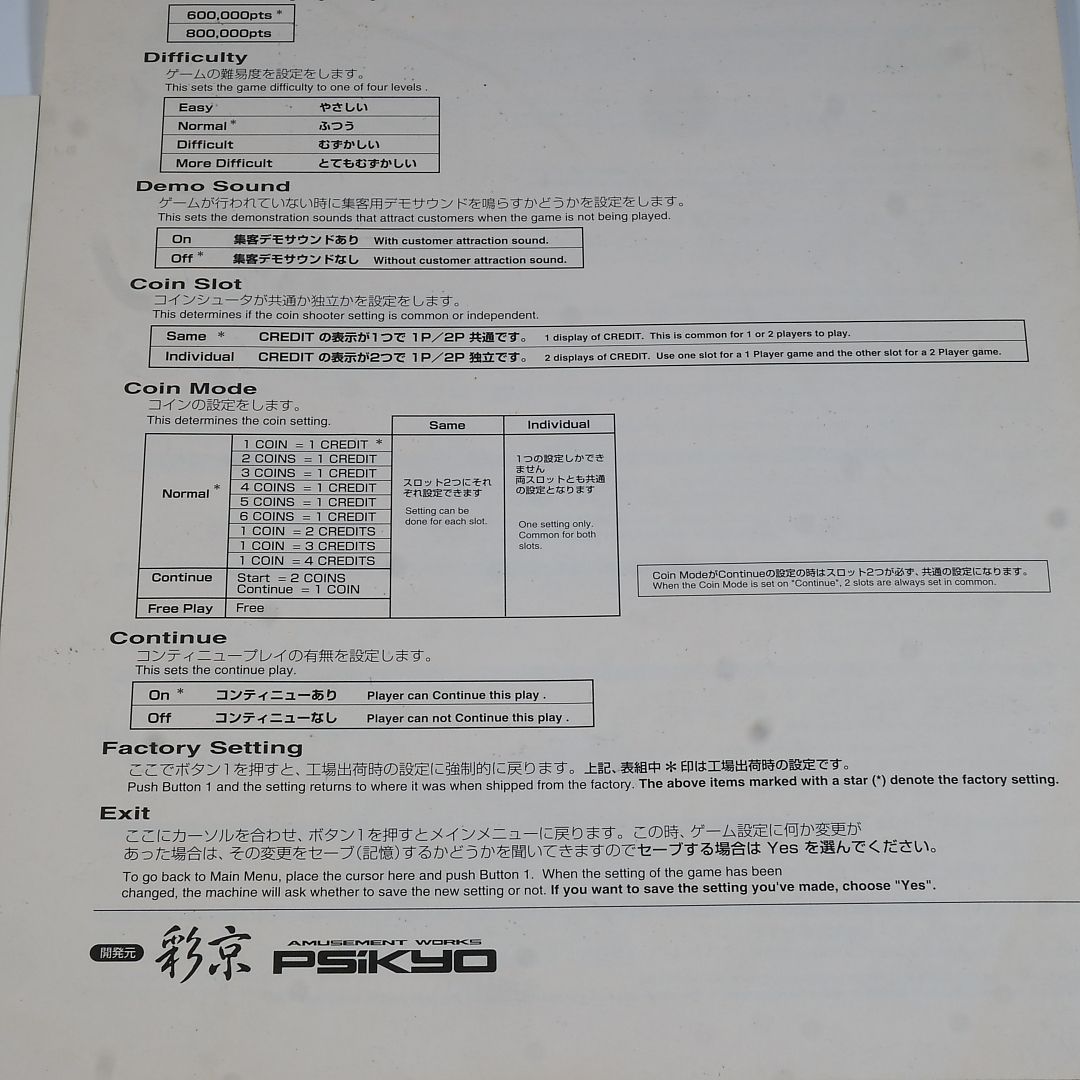 600,000pts *
800,000pts
Difficulty
ゲームの難易度を設定をします。
This sets the game difficulty to one of four levels .
Easy やさしい
Normal * ふつう
Difficult むずかしい
More Difficult とてもむずかしい
Demo Sound
ゲームが行われていない時に集客用デモサウンドを鳴らすかどうかを設定をします。
This sets the demonstration sounds that attract customers when the game is not being played.
On 集客デモサウンドあり With customer attraction sound.
Off * 集客デモサウンドなし Without customer attraction sound.
Coin Slot
コインシュータが共通か独立かを設定をします。
This determines if the coin shooter setting is common or independent.
Same * CREDIT の表示が1つで 1P/2P 共通です。 1 display of CREDIT. This is common for 1 or 2 players to play.
Individual CREDIT の表示が2つで 1P/2P 独立です。 2 displays of CREDIT. Use one slot for a 1 Player game and the other slot for a 2 Player game.
Coin Mode
コインの設定をします。
This determines the coin setting.
Same Individual
Normal *
1 COIN = 1 CREDIT *
2 COINS = 1 CREDIT
3 COINS = 1 CREDIT
4 COINS = 1 CREDIT
5 COINS = 1 CREDIT
6 COINS = 1 CREDIT
1 COIN = 2 CREDITS
1 COIN = 3 CREDITS
1 COIN = 4 CREDITS
Continue
Start = 2 COINS
Continue = 1 COIN
Free Play Free
スロット2つにそれ
ぞれ設定できます
Setting can be
done for each slot.
1つの設定しかでき
ません
両スロットとも共通
の設定となります
One setting only.
Common for both
slots.
Coin ModeがContinueの設定の時はスロット2つが必ず、共通の設定になります。
When the Coin Mode is set on "Continue", 2 slots are always set in common.
Continue
コンティニュープレイの有無を設定します。
This sets the continue play.
On * コンティニューあり Player can Continue this play .
Off コンティニューなし Player can not Continue this play .
Factory Setting
ここでボタン1を押すと、工場出荷時の設定に強制的に戻ります。上記、表組中＊印は工場出荷時の設定です。
Push Button 1 and the setting returns to where it was when shipped from the factory. The above items marked with a star (*) denote the factory setting.
Exit
ここにカーソルを合わせ、ボタン1を押すとメインメニューに戻ります。この時、ゲーム設定に何か変更が
あった場合は、その変更をセーブ(記憶)するかどうかを聞いてきますのでセーブする場合は Yes を選んでください。
To go back to Main Menu, place the cursor here and push Button 1. When the setting of the game has been
changed, the machine will ask whether to save the new setting or not. If you want to save the setting you've made, choose "Yes".
開発元 彩京 AMUSEMENT WORKS
PSiKYO